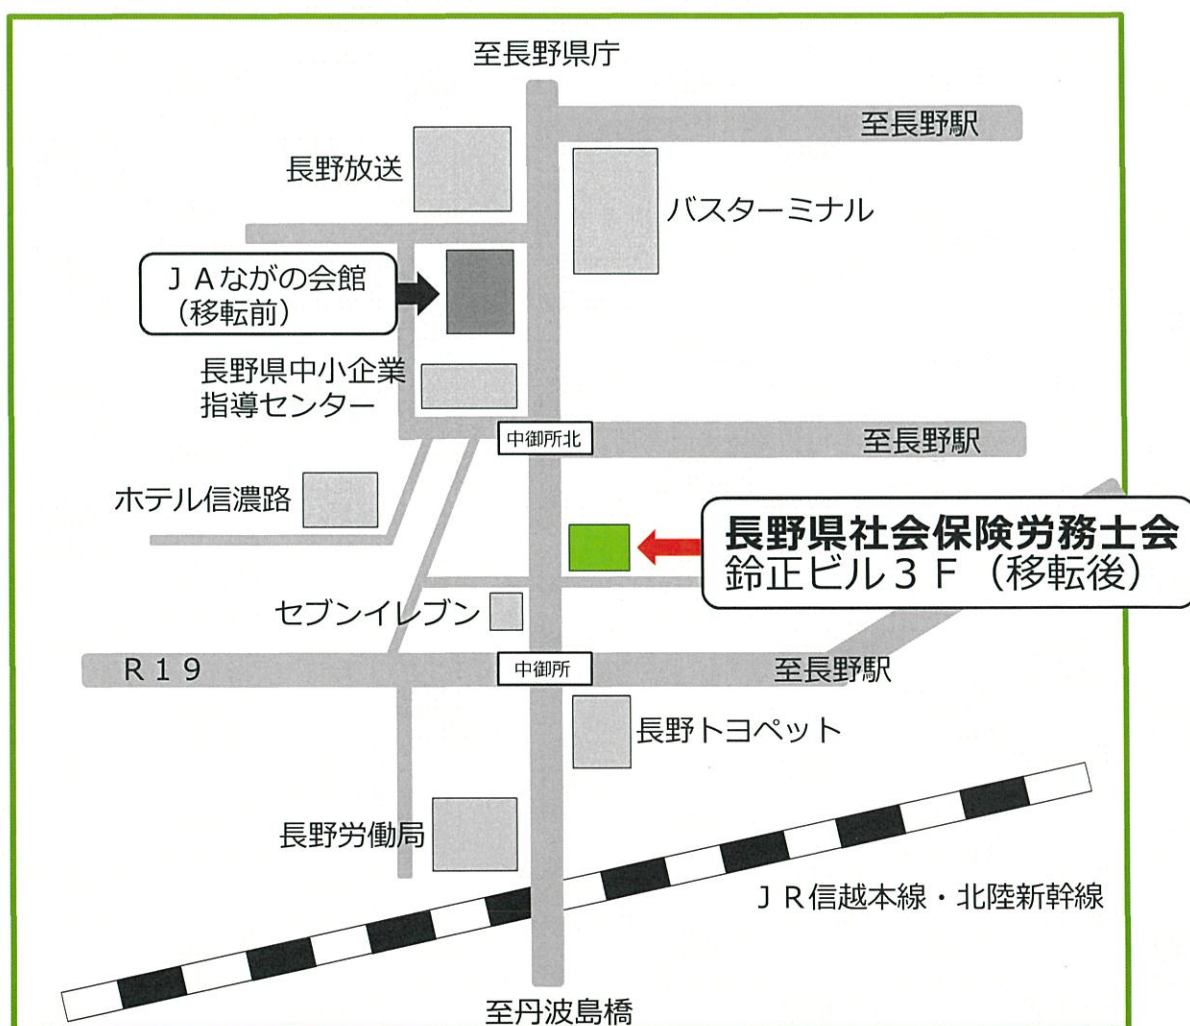 至長野県庁
至長野駅
長野放送
バスターミナル
ＪＡながの会館
（移転前）
長野県中小企業
指導センター
中御所北
至長野駅
ホテル信濃路
長野県社会保険労務士会
鈴正ビル３Ｆ（移転後）
セブンイレブン
Ｒ１９
中御所
至長野駅
長野トヨペット
長野労働局
ＪＲ信越本線・北陸新幹線
至丹波島橋